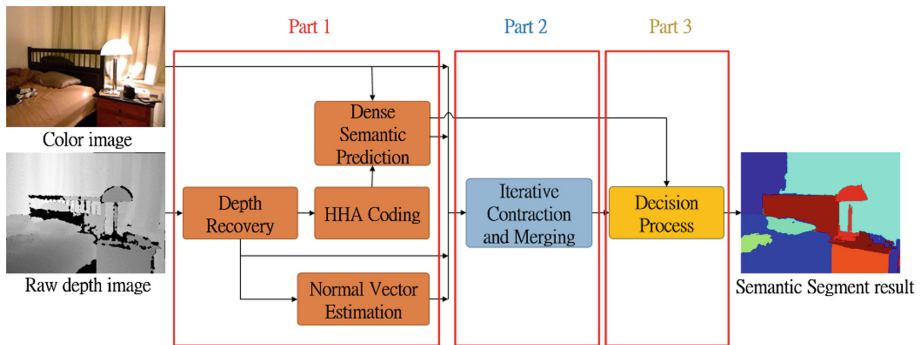 Part 1
Part 2
Part 3
Color image
Dense
Semantic
Prediction
Depth
Recovery
HHA Coding
Iterative
Contraction
and Merging
Decision
Process
Raw depth image
Normal Vector
Estimation
Semantic Segment result